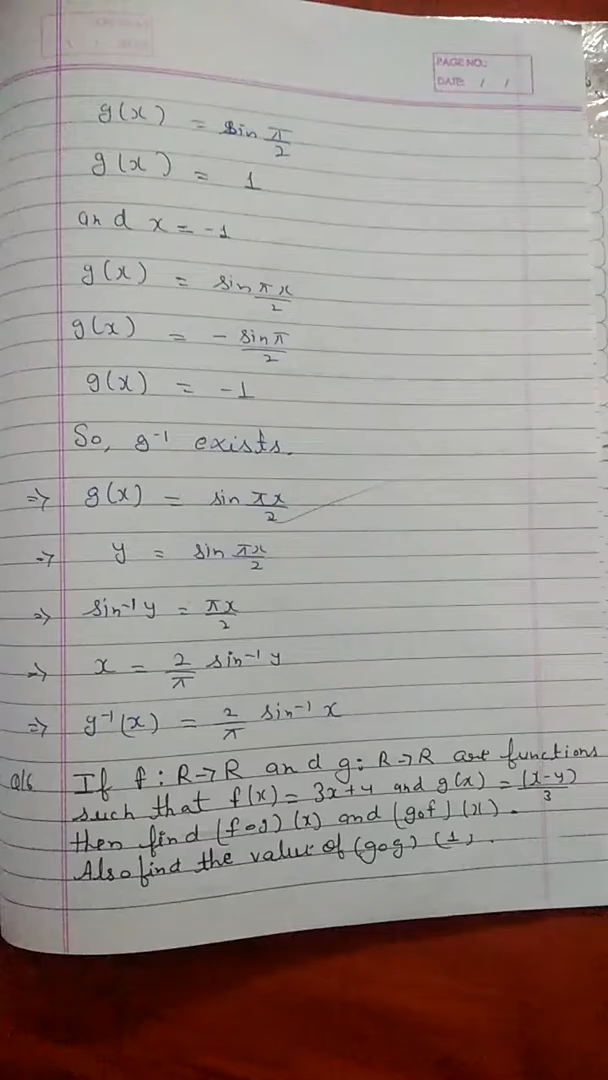 PAGE NO.:
DATE: / /
g(x) = sin π/2
g(x) = 1
and x = -1
g(x) = sin πx/2
g(x) = - sin π/2
g(x) = -1
So, g⁻¹ exists.
=> g(x) = sin πx/2
=> y = sin πx/2
=> sin⁻¹ y = πx/2
=> x = 2/π sin⁻¹ y
=> g⁻¹(x) = 2/π sin⁻¹ x
Q16 If f: R→R and g: R→R are functions
such that f(x) = 3x+4 and g(x) = (x-4)/3
then find (fog)(x) and (gof)(x).
Also find the value of (gog)(1).